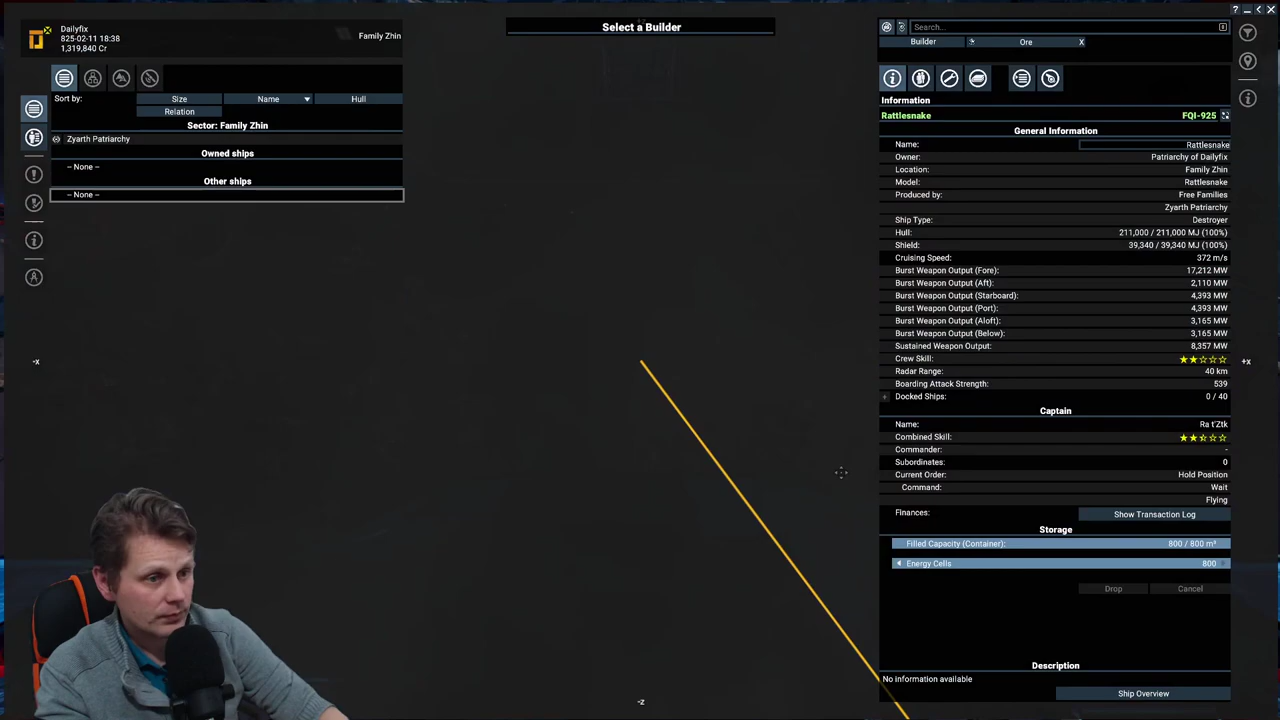 Dailyfix
825-02-11 18:38
1,319,840 Cr
Family Zhin
Sort by:
Size
Name
Hull
Relation
Sector: Family Zhin
Zyarth Patriarchy
Owned ships
-- None --
Other ships
-- None --
-x
Select a Builder
-z
+x
Search...
Builder
Ore X
Information
Rattlesnake FQI-925
General Information
Name: Rattlesnake
Owner: Patriarchy of Dailyfix
Location: Family Zhin
Model: Rattlesnake
Produced by: Free Families
Zyarth Patriarchy
Ship Type: Destroyer
Hull: 211,000 / 211,000 MJ (100%)
Shield: 39,340 / 39,340 MJ (100%)
Cruising Speed: 372 m/s
Burst Weapon Output (Fore): 17,212 MW
Burst Weapon Output (Aft): 2,110 MW
Burst Weapon Output (Starboard): 4,393 MW
Burst Weapon Output (Port): 4,393 MW
Burst Weapon Output (Aloft): 3,165 MW
Burst Weapon Output (Below): 3,165 MW
Sustained Weapon Output: 8,357 MW
Crew Skill: ★★☆☆☆
Radar Range: 40 km
Boarding Attack Strength: 539
+ Docked Ships: 0 / 40
Captain
Name: Ra t'Ztk
Combined Skill:
Commander: -
Subordinates: 0
Current Order: Hold Position
Command: Wait
Flying
Finances: Show Transaction Log
Storage
Filled Capacity (Container): 800 / 800 m³
Energy Cells 800
Drop Cancel
Description
No information available
Ship Overview